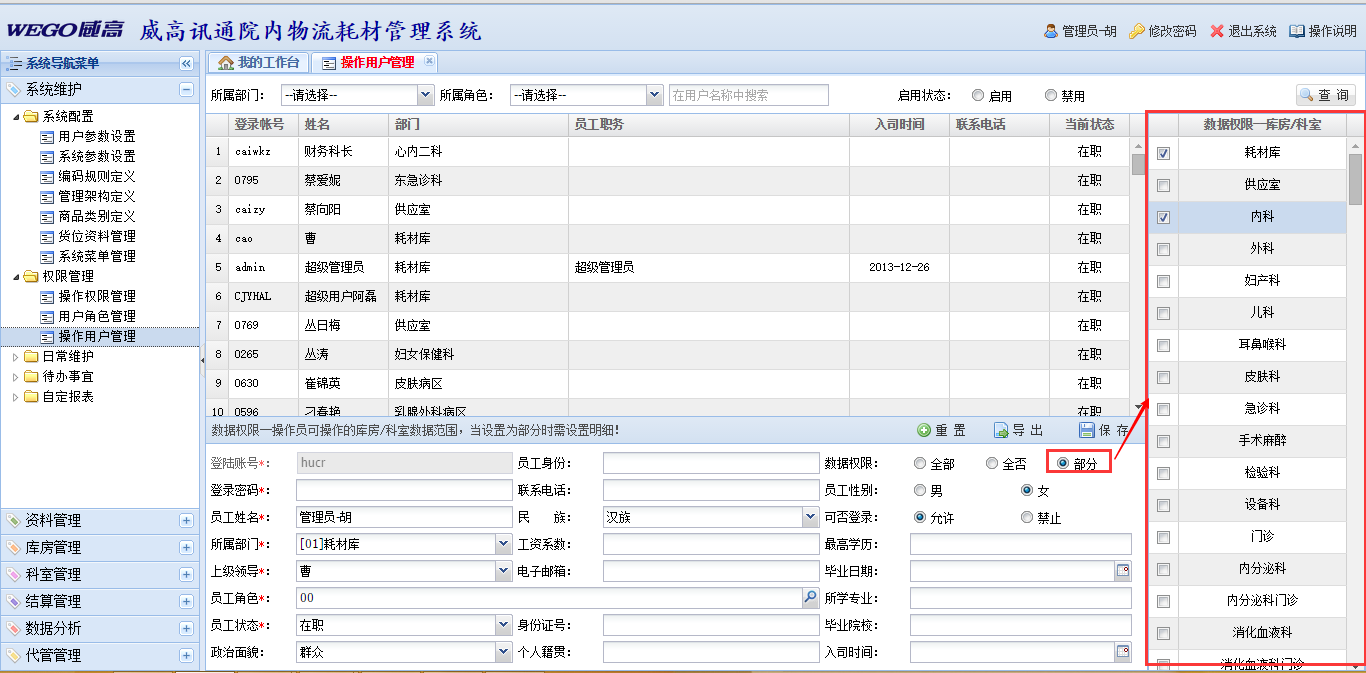 WEGO威高 威高讯通院内物流耗材管理系统 管理员-胡 修改密码 退出系统 操作说明
系统导航菜单 我的工作台 操作用户管理
系统维护
系统配置
用户参数设置
系统参数设置
编码规则定义
管理架构定义
商品类别定义
货位资料管理
系统菜单管理
权限管理
操作权限管理
用户角色管理
操作用户管理
日常维护
待办事宜
自定报表
资料管理
库房管理
科室管理
结算管理
数据分析
代管管理
所属部门: --请选择-- 所属角色: --请选择-- 在用户名称中搜索 启用状态: 启用 禁用 查 询
登录帐号 姓名 部门 员工职务 入司时间 联系电话 当前状态
1 caiwkz 财务科长 心内二科 在职
2 0795 蔡爱妮 东急诊科 在职
3 caizy 蔡向阳 供应室 在职
4 cao 曹 耗材库 在职
5 admin 超级管理员 耗材库 超级管理员 2013-12-26 在职
6 CJYHAL 超级用户阿磊 耗材库 在职
7 0769 丛日梅 供应室 在职
8 0265 丛涛 妇女保健科 在职
9 0630 崔锦英 皮肤病区 在职
10 0596 刁春艳 乳腺外科病区 在职
数据权限—库房/科室
耗材库
供应室
内科
外科
妇产科
儿科
耳鼻喉科
皮肤科
急诊科
手术麻醉
检验科
设备科
门诊
内分泌科
内分泌科门诊
消化血液科
消化血液科门诊
数据权限—操作员可操作的库房/科室数据范围，当设置为部分时需设置明细! 重 置 导 出 保 存
登陆账号*: hucr 员工身份: 数据权限: 全部 全否 部分
登录密码*: 联系电话: 员工性别: 男 女
员工姓名*: 管理员-胡 民 族: 汉族 可否登录: 允许 禁止
所属部门*: [01]耗材库 工资系数: 最高学历:
上级领导*: 曹 电子邮箱: 毕业日期:
员工角色*: 00 所学专业:
员工状态*: 在职 身份证号: 毕业院校:
政治面貌: 群众 个人籍贯: 入司时间: